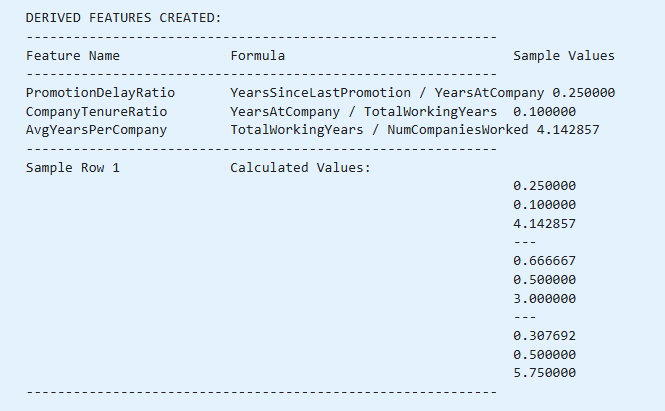 DERIVED FEATURES CREATED:
------------------------------------------------------------
Feature Name Formula Sample Values
------------------------------------------------------------
PromotionDelayRatio YearsSinceLastPromotion / YearsAtCompany 0.250000
CompanyTenureRatio YearsAtCompany / TotalWorkingYears 0.100000
AvgYearsPerCompany TotalWorkingYears / NumCompaniesWorked 4.142857
------------------------------------------------------------
Sample Row 1 Calculated Values:
0.250000
0.100000
4.142857
---
0.666667
0.500000
3.000000
---
0.307692
0.500000
5.750000
------------------------------------------------------------